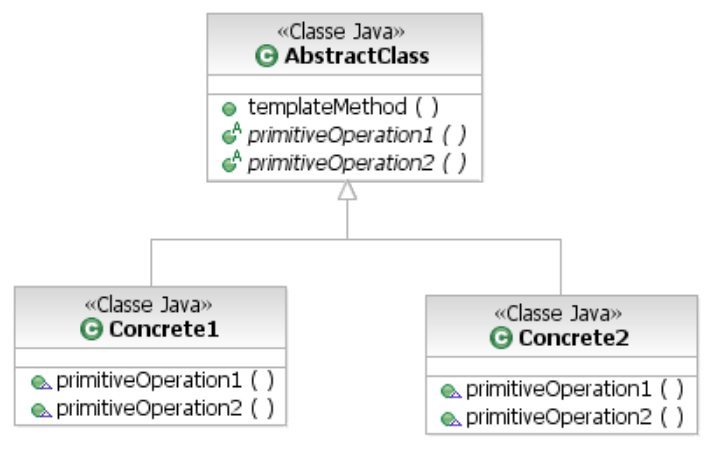 «Classe Java»
C AbstractClass
templateMethod ( )
A primitiveOperation1 ( )
A primitiveOperation2 ( )
«Classe Java»
C Concrete1
primitiveOperation1 ( )
primitiveOperation2 ( )
«Classe Java»
C Concrete2
primitiveOperation1 ( )
primitiveOperation2 ( )